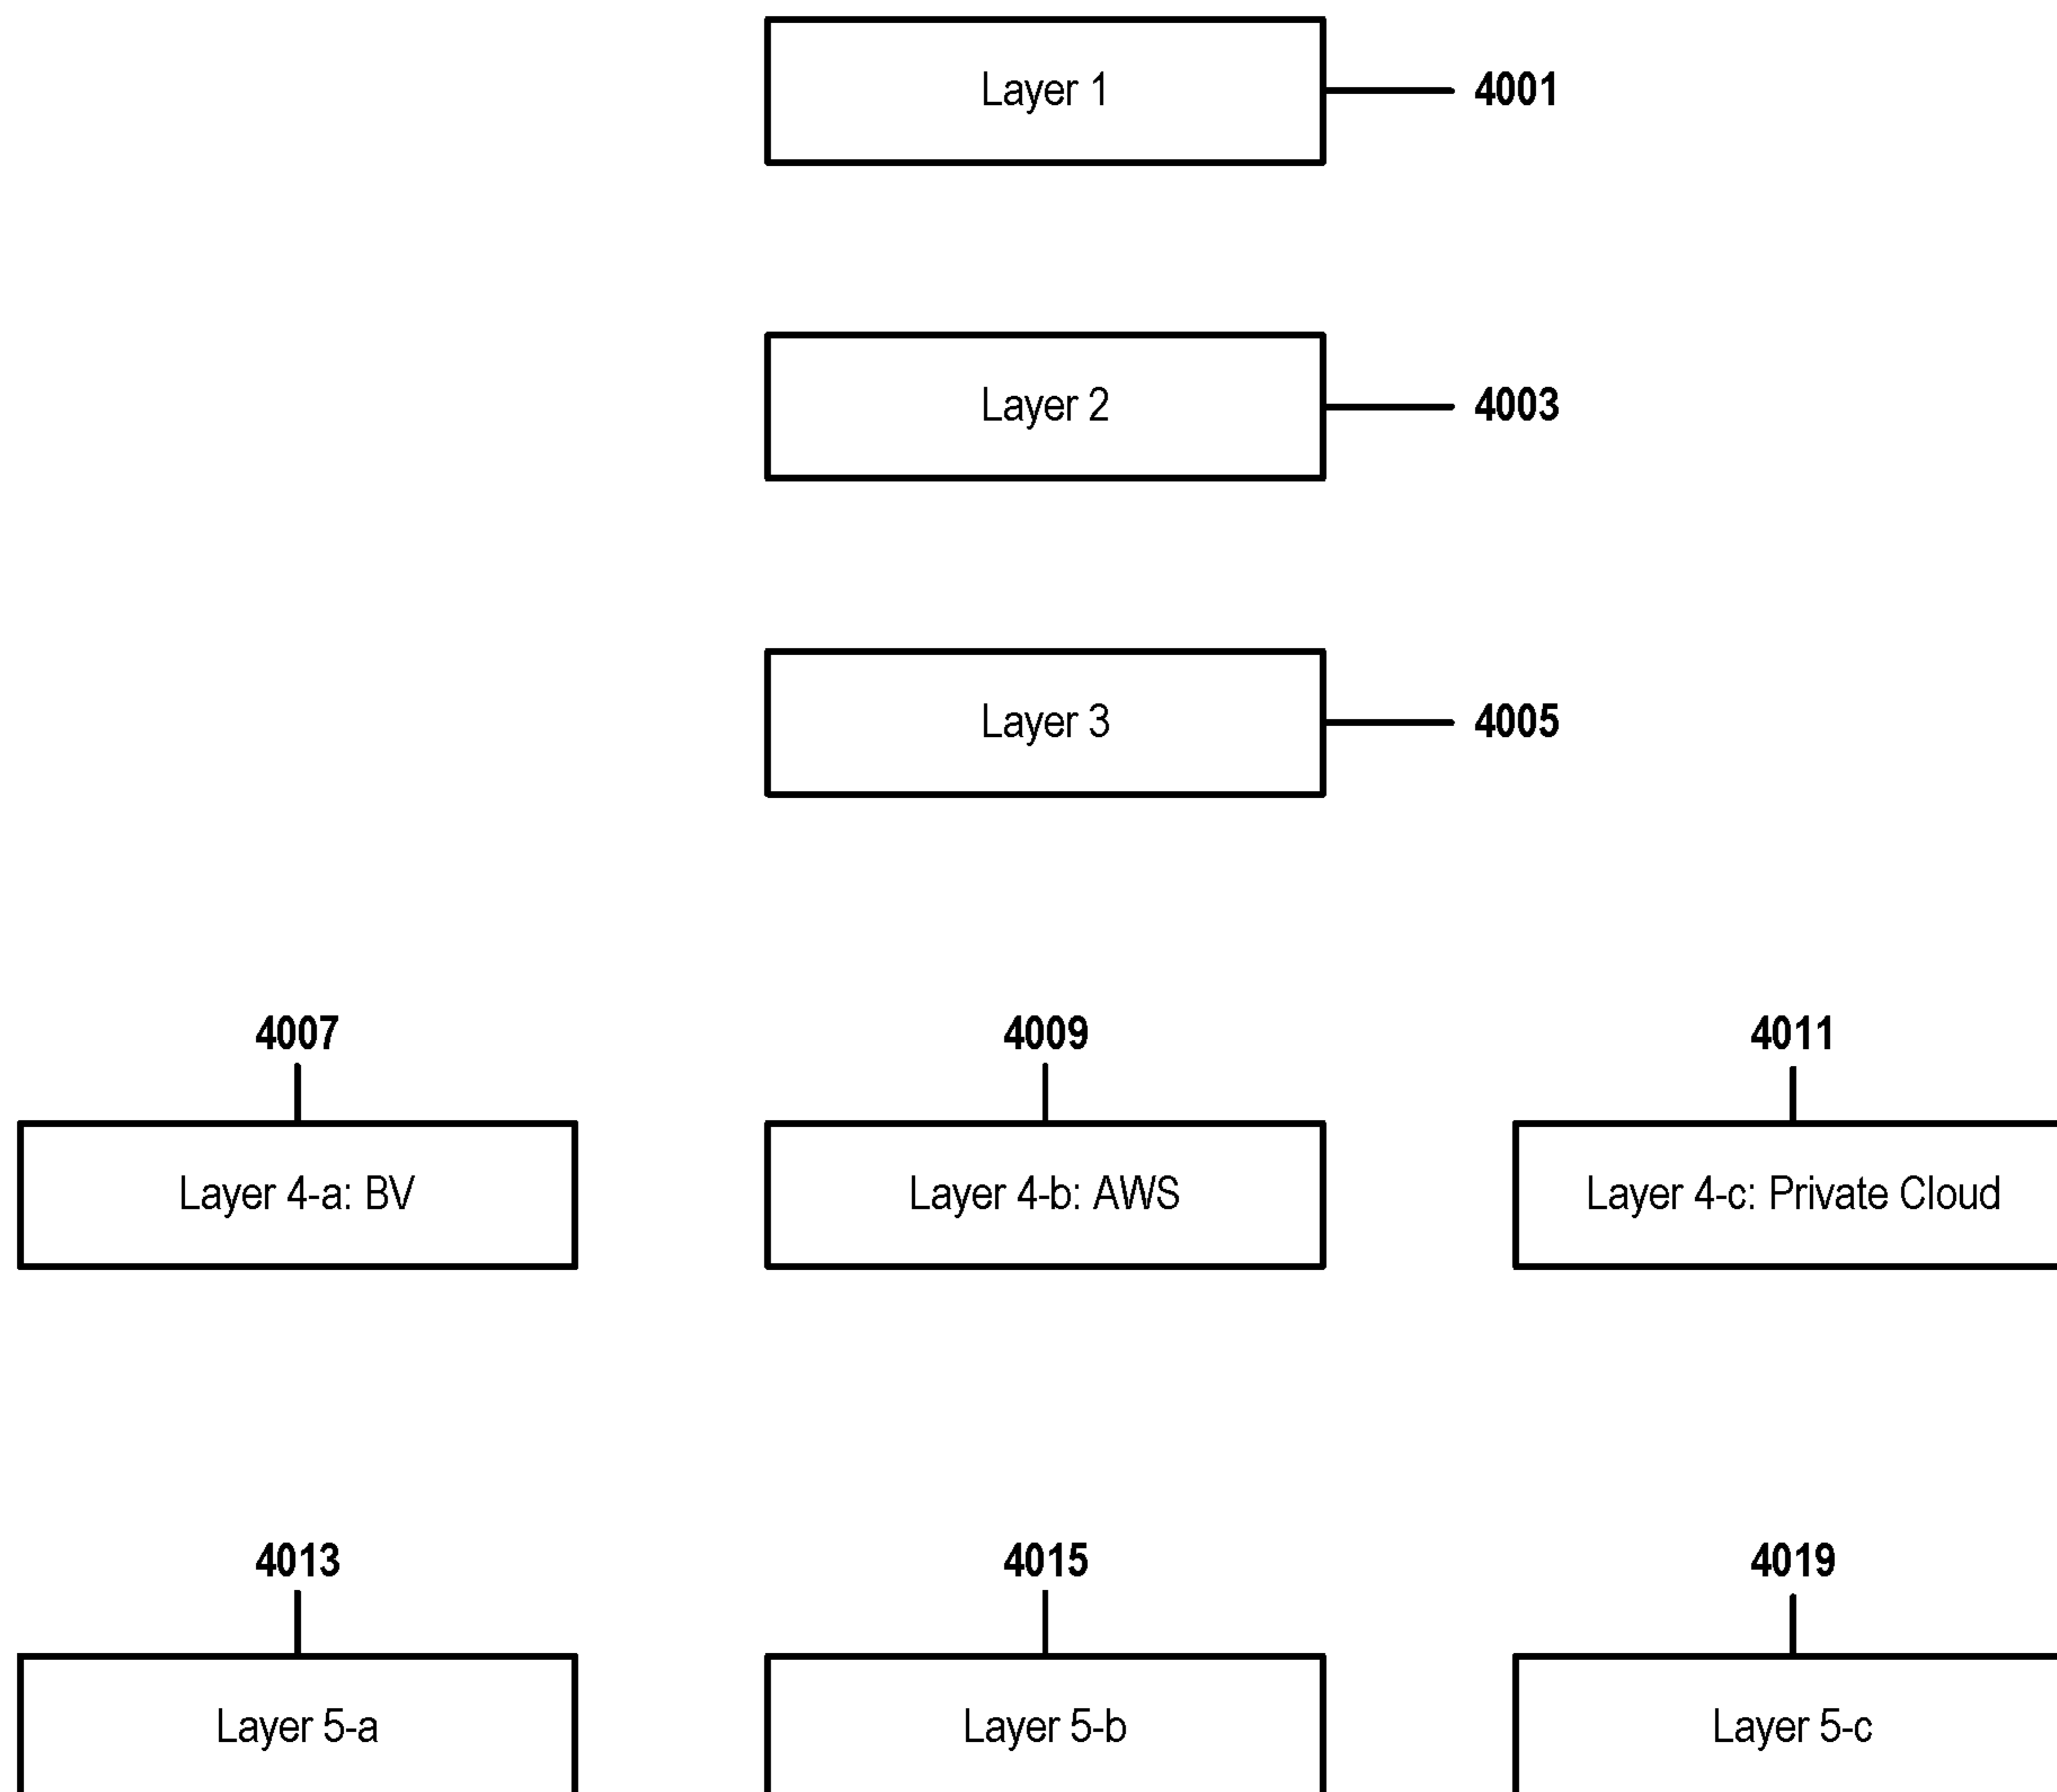 Layer 1
4001
Layer 2
4003
Layer 3
4005
4007
4009
4011
Layer 4-a: BV
Layer 4-b: AWS
Layer 4-c: Private Cloud
4013
4015
4019
Layer 5-a
Layer 5-b
Layer 5-c